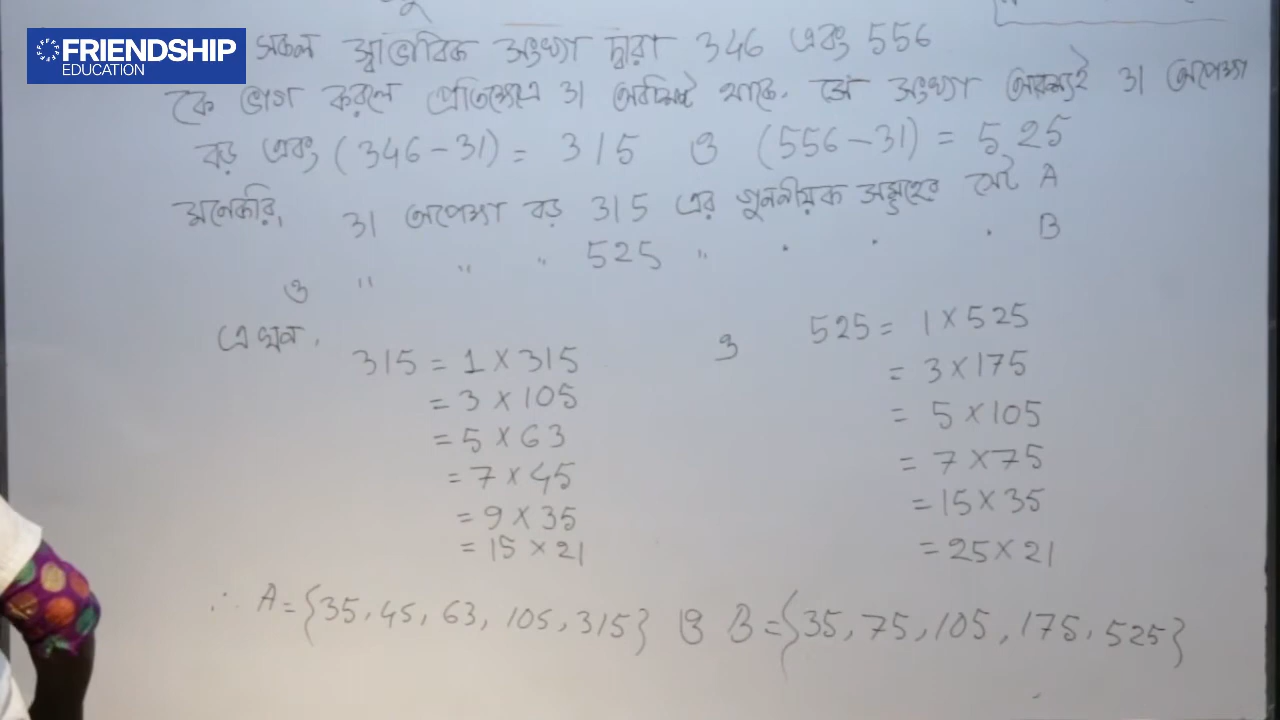 FRIENDSHIP
EDUCATION
সকল স্বাভাবিক সংখ্যা দ্বারা 346 এবং 556
কে ভাগ করলে প্রতিক্ষেত্রে 31 অবশিষ্ট থাকে. সে সংখ্যা অবশ্যই 31 অপেক্ষা
বড় এবং (346 - 31) = 315 ও (556 - 31) = 525
মনেকরি, 31 অপেক্ষা বড় 315 এর গুননীয়ক সমূহের সেট A
ও " " " 525 " " " " B
এখন,
315 = 1 × 315 ও 525 = 1 × 525
= 3 × 105 = 3 × 175
= 5 × 63 = 5 × 105
= 7 × 45 = 7 × 75
= 9 × 35 = 15 × 35
= 15 × 21 = 25 × 21
∴ A = {35, 45, 63, 105, 315} ও B = {35, 75, 105, 175, 525}